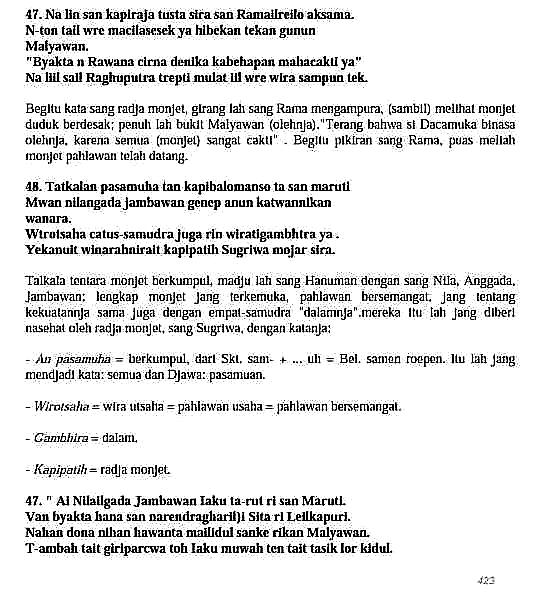 47. Na lin san kapiraja tusta sira san Ramailreilo aksama.
N-ton tail wre macilasesek ya hibekan tekan gunun
Malyawan.
"Byakta n Rawana cirna denika kabehapan mahacaktl ya"
Na liil sail Raghuputra trepti mulat iil wre wira sampun tek.
Begitu kata sang radja monjet, girang lah sang Rama mengampura, (sambil) melihat monjet
duduk berdesak; penuh lah bukit Malyawan (olehnja)."Terang bahwa si Dacamuka binasa
olehnja, karena semua (monjet) sangat cakti" . Begitu pikiran sang Rama, puas meliah
monjet pahlawan telah datang.
48. Tatkalan pasamuha tan kapibalomanso ta san maruti
Mwan nilangada jambawan genep anun katwannikan
wanara.
Wtrotsaha catus-samudra juga rin wiratigambhtra ya .
Yekanuit winarahnirait kapipatih Sugriwa mojar sira.
Talkala tentara monjet berkumpul, madju lah sang Hanuman dengan sang Nila, Anggada,
Jambawan; lengkap monjet jang terkemuka, pahlawan bersemangat, jang tentang
kekuatannja sama juga dengan empat-samudra "dalamnja".mereka itu lah jang diberi
nasehat oleh radja monjet, sang Sugriwa, dengan katanja:
- An pasamuha = berkumpul, dari Skt. sam- + ... uh = Bel. samen roepen. Itu lah jang
mendjadi kata: semua dan Djawa: pasamuan.
- Wirotsaha = wira utsaha = pahlawan usaha = pahlawan bersemangat.
- Gambhira = dalam.
- Kapipatih = radja monjet.
47. " Ai Nilailgada Jambawan Iaku ta-rut ri san Maruti.
Van byakta hana san narendragharil)i Sita ri Leilkapuri.
Nahan dona nihan hawanta mailidul sanke rikan Malyawan.
T-ambah tait giriparcwa toh Iaku muwah ten tait tasik lor kidul.
423